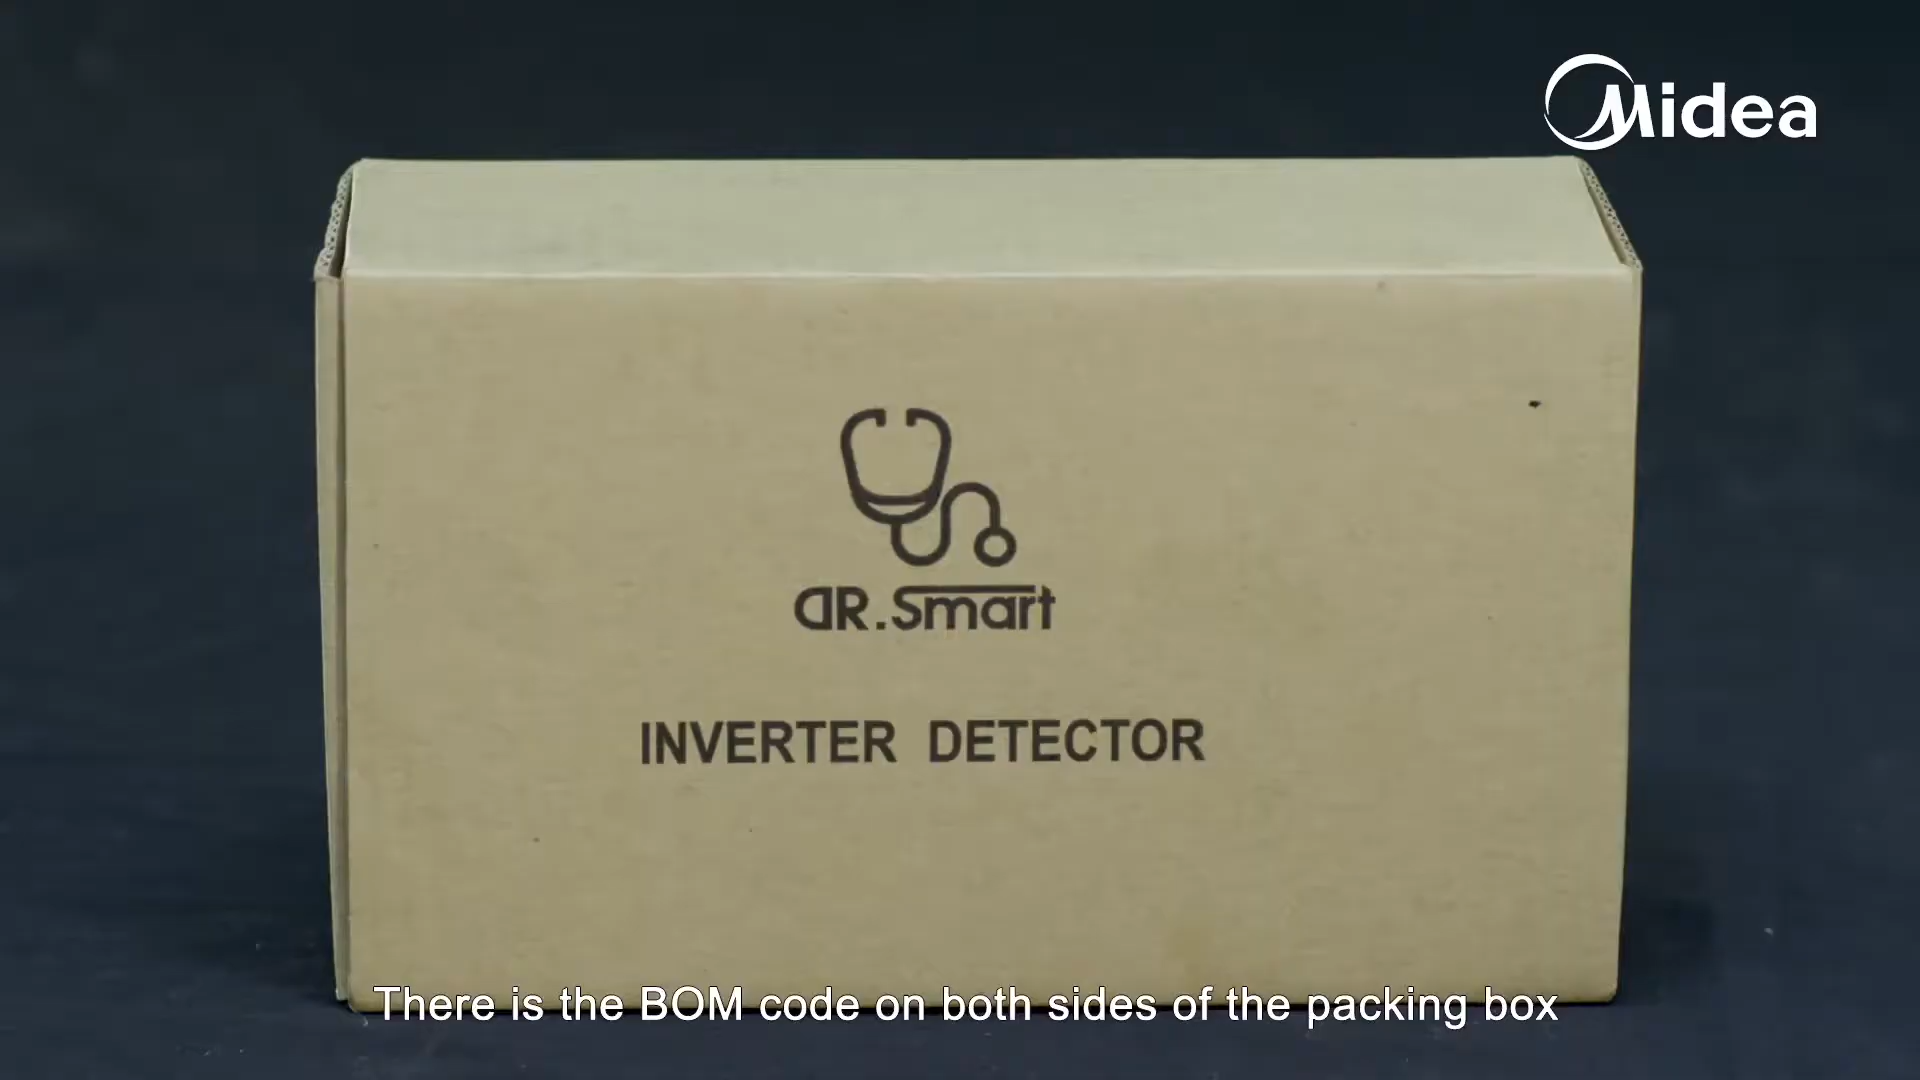 Midea
DR.Smart
INVERTER DETECTOR
There is the BOM code on both sides of the packing box